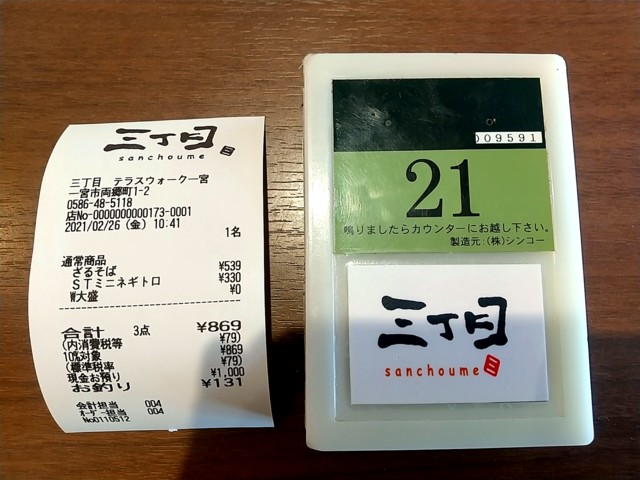 三丁目
sanchoume
三丁目 テラスウォーク一宮
一宮市両郷町1-2
0586-48-5118
店No-0000000000173-0001
2021/02/26 (金) 10:41
1名
通常商品
ざるそば ¥539
STミニネギトロ ¥330
W大盛 ¥0
合計 3点 ¥869
(内消費税等 ¥79)
10%対象 ¥869
(標準税率 ¥79)
現金お預り ¥1,000
お釣り ¥131
会計担当 004
オーダー担当 004
No0110512
009591
21
鳴りましたらカウンターにお越し下さい。
製造元:(株)シンコー
三丁目
sanchoume